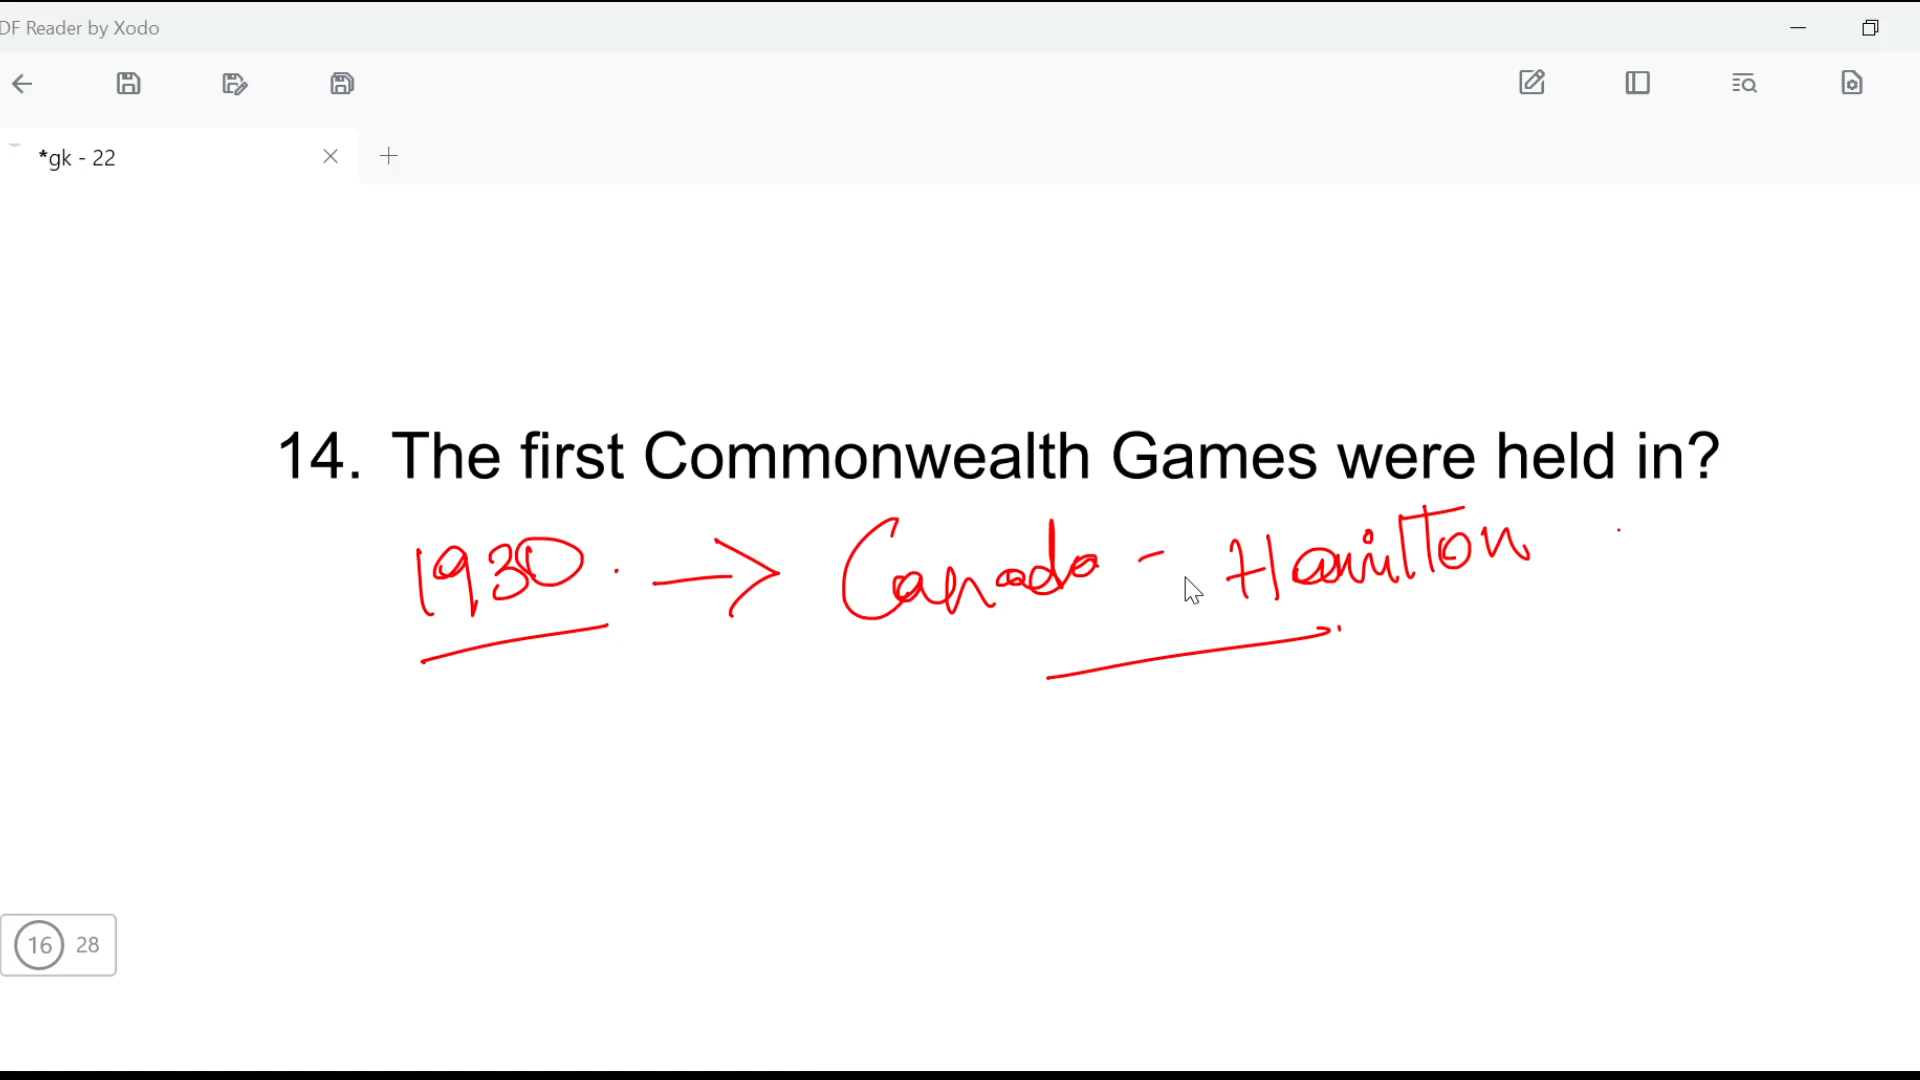 DF Reader by Xodo
*gk - 22
14. The first Commonwealth Games were held in?
1930. → Canada - Hamilton
16 28